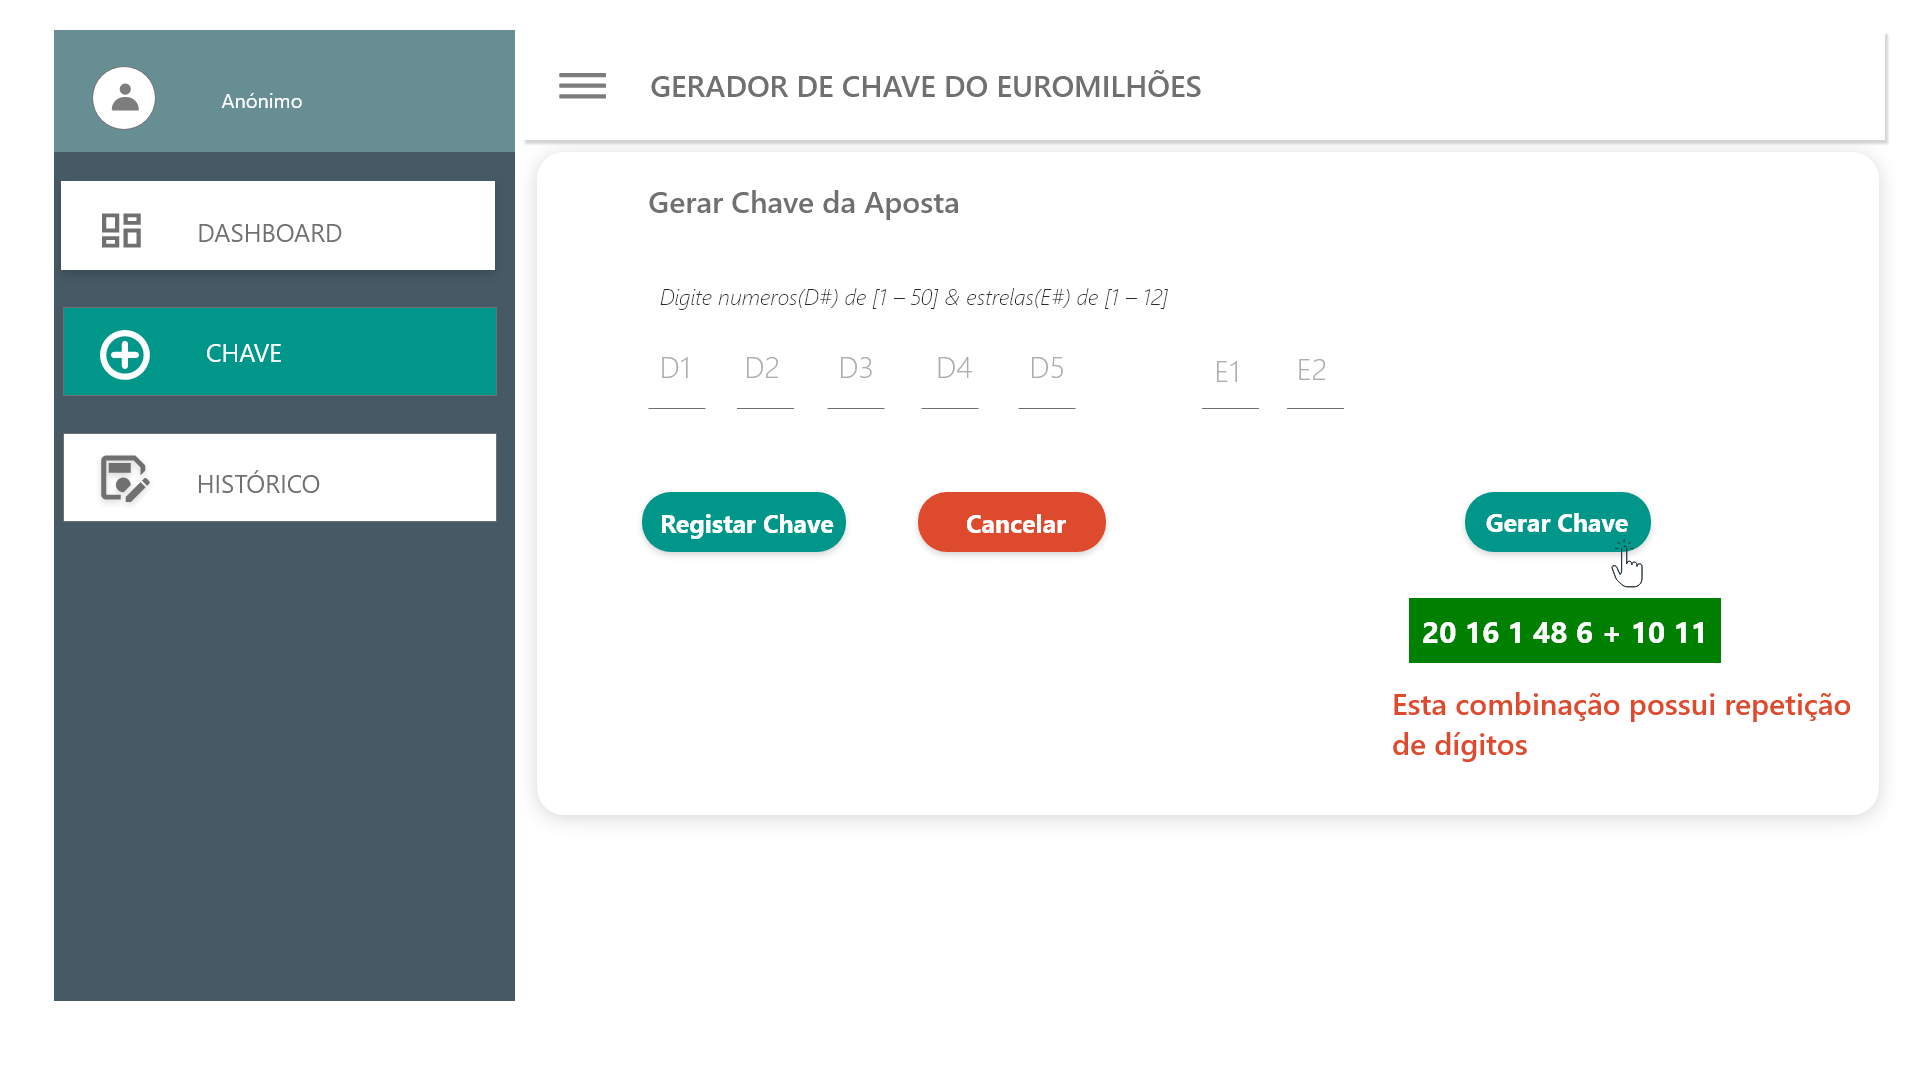 Anónimo
DASHBOARD
CHAVE
HISTÓRICO
GERADOR DE CHAVE DO EUROMILHÕES
Gerar Chave da Aposta
Digite numeros(D#) de [1 – 50] & estrelas(E#) de [1 – 12]
D1 D2 D3 D4 D5 E1 E2
Registar Chave Cancelar Gerar Chave
20 16 1 48 6 + 10 11
Esta combinação possui repetição
de dígitos